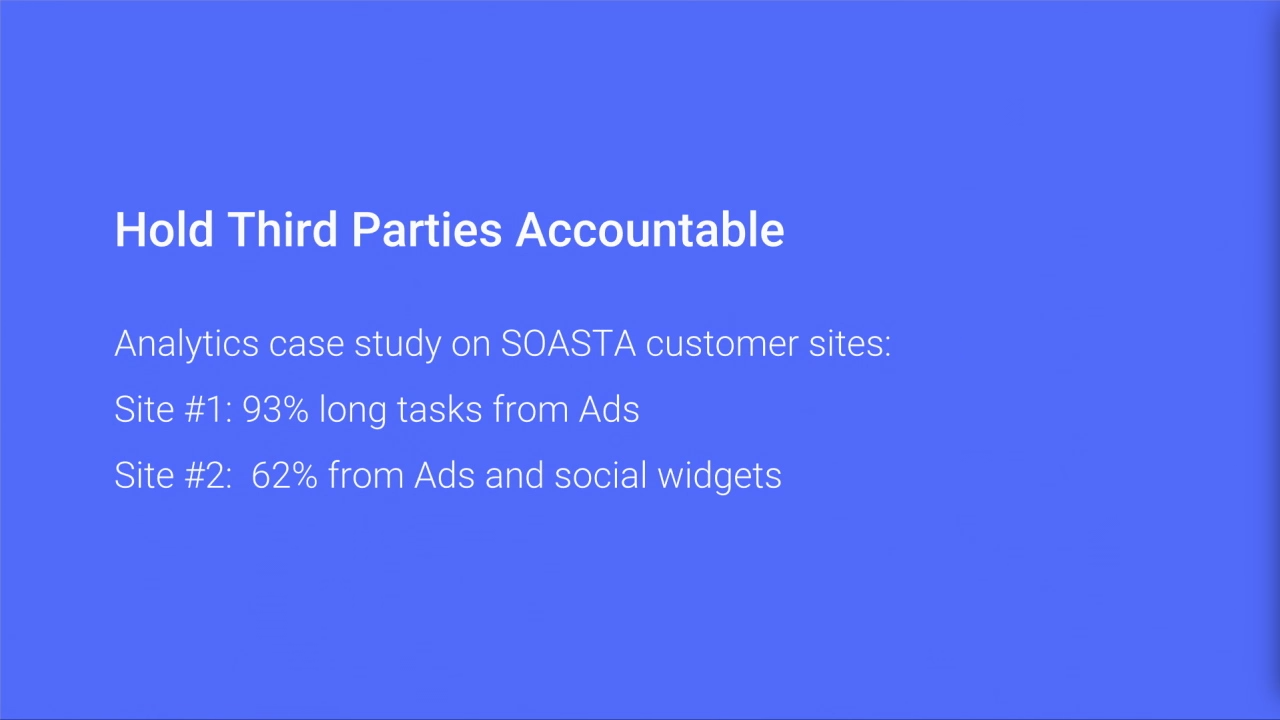 Hold Third Parties Accountable
Analytics case study on SOASTA customer sites:
Site #1: 93% long tasks from Ads
Site #2:  62% from Ads and social widgets